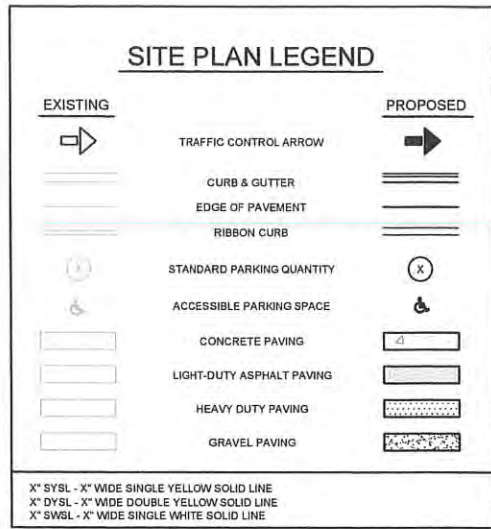 SITE PLAN LEGEND
EXISTING PROPOSED
TRAFFIC CONTROL ARROW
CURB & GUTTER
EDGE OF PAVEMENT
RIBBON CURB
X STANDARD PARKING QUANTITY X
ACCESSIBLE PARKING SPACE
CONCRETE PAVING
LIGHT-DUTY ASPHALT PAVING
HEAVY DUTY PAVING
GRAVEL PAVING
X" SYSL - X" WIDE SINGLE YELLOW SOLID LINE
X" DYSL - X" WIDE DOUBLE YELLOW SOLID LINE
X" SWSL - X" WIDE SINGLE WHITE SOLID LINE